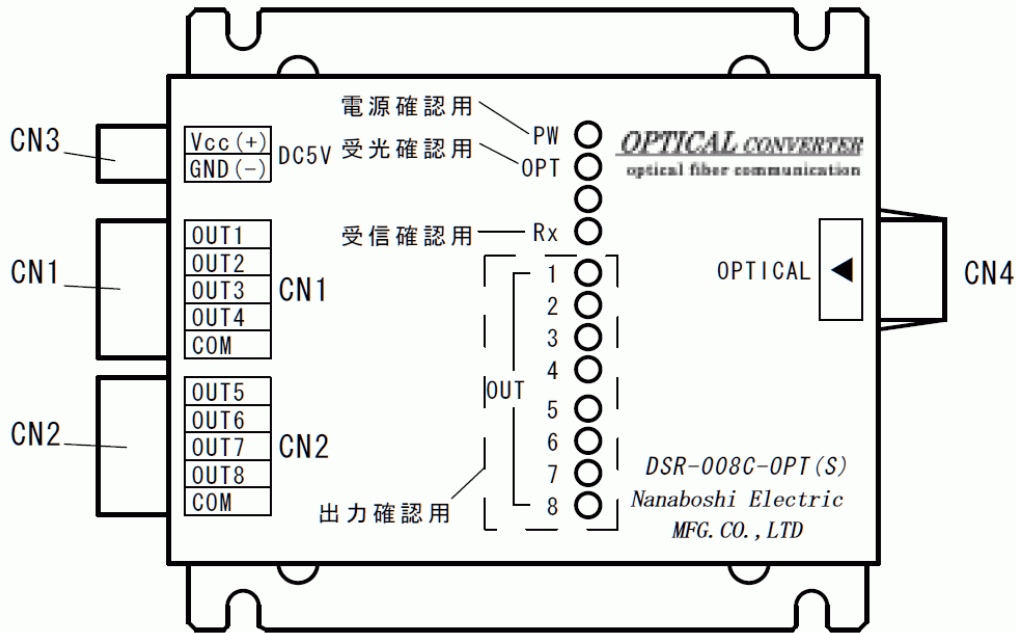 電源確認用
PW
OPTICAL CONVERTER
optical fiber communication
CN3
Vcc(+)
GND(-)
DC5V
受光確認用
OPT
受信確認用
Rx
CN1
OUT1
OUT2
OUT3
OUT4
COM
CN1
OPTICAL
CN4
CN2
OUT5
OUT6
OUT7
OUT8
COM
CN2
OUT
1
2
3
4
5
6
7
8
出力確認用
DSR-008C-OPT(S)
Nanaboshi Electric
MFG.CO.,LTD